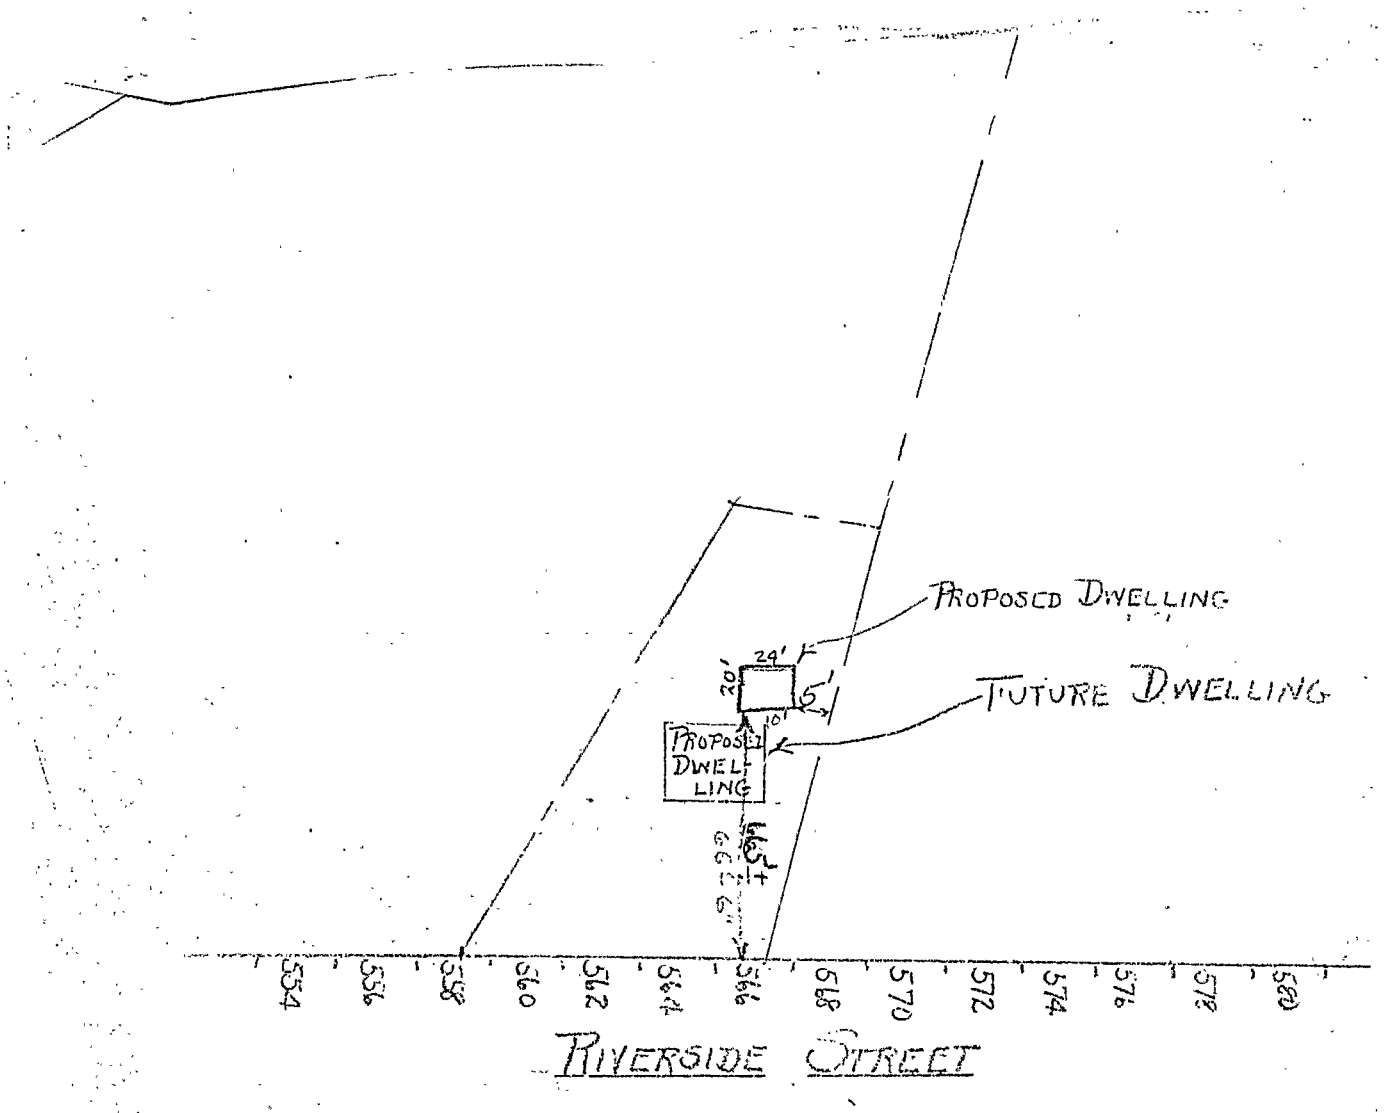 PROPOSED DWELLING
24'
20'
5'
10'
FUTURE DWELLING
PROPOSED
DWEL-
LING
554 556 558 560 562 564 566 568 570 572 574 576 578 580
RIVERSIDE STREET